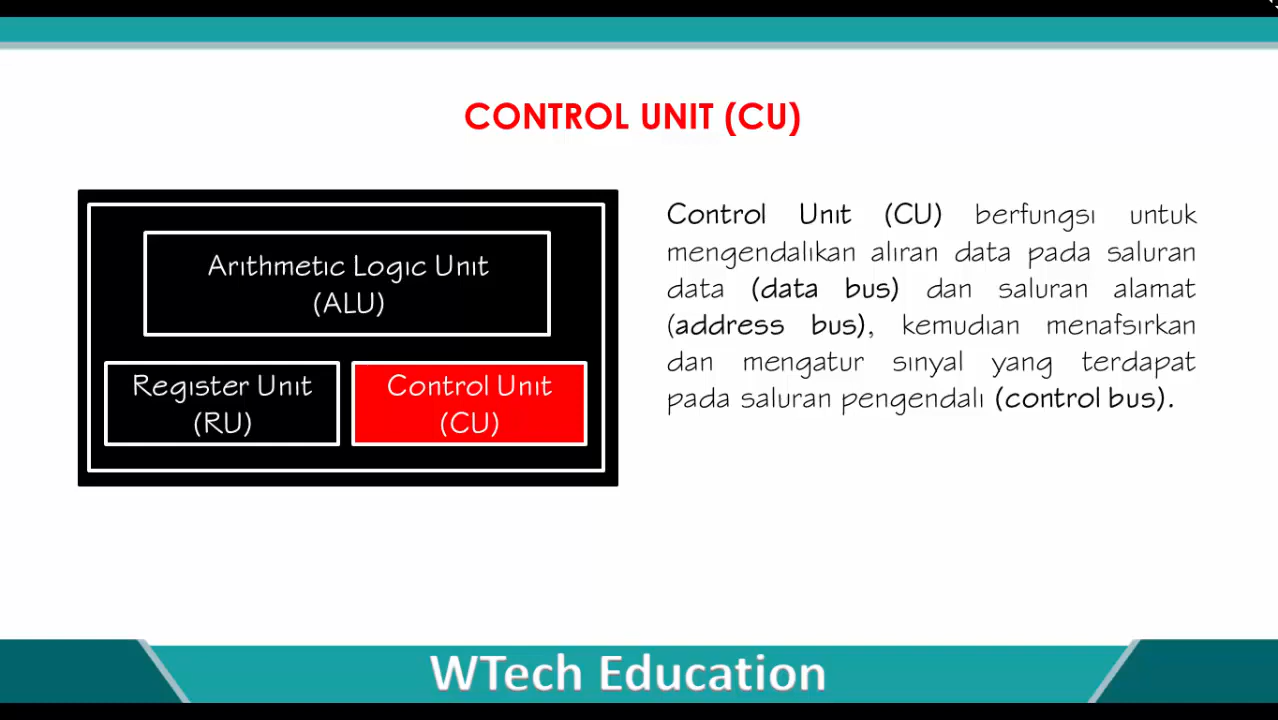 CONTROL UNIT (CU)
Arithmetic Logic Unit
(ALU)
Register Unit
(RU)
Control Unit
(CU)
Control Unit (CU) berfungsi untuk
mengendalikan aliran data pada saluran
data (data bus) dan saluran alamat
(address bus), kemudian menafsirkan
dan mengatur sinyal yang terdapat
pada saluran pengendali (control bus).
WTech Education